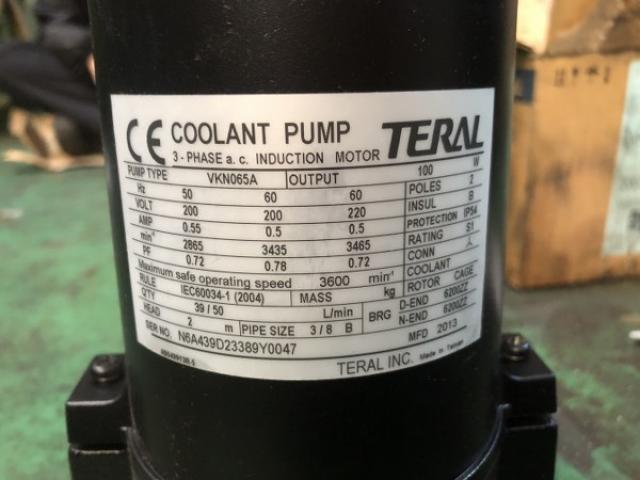 CE COOLANT PUMP TERAL
3 - PHASE a.c. INDUCTION MOTOR
PUMP TYPE VKN065A OUTPUT 100 W
Hz 50 60 60 POLES 2
VOLT 200 200 220 INSUL B
AMP 0.55 0.5 0.5 PROTECTION IP54
min-1 2865 3435 3465 RATING S1
PF 0.72 0.78 0.72 CONN 人
Maximum safe operating speed 3600 min-1 COOLANT
RULE IEC60034-1 (2004) MASS kg ROTOR CAGE
QTY 39 / 50 L/min BRG D-END 6200ZZ
HEAD 2 m PIPE SIZE 3 / 8 B N-END 6200ZZ
SER NO. N6A439D23389Y0047 MFD 2013
TERAL INC. Made in Taiwan